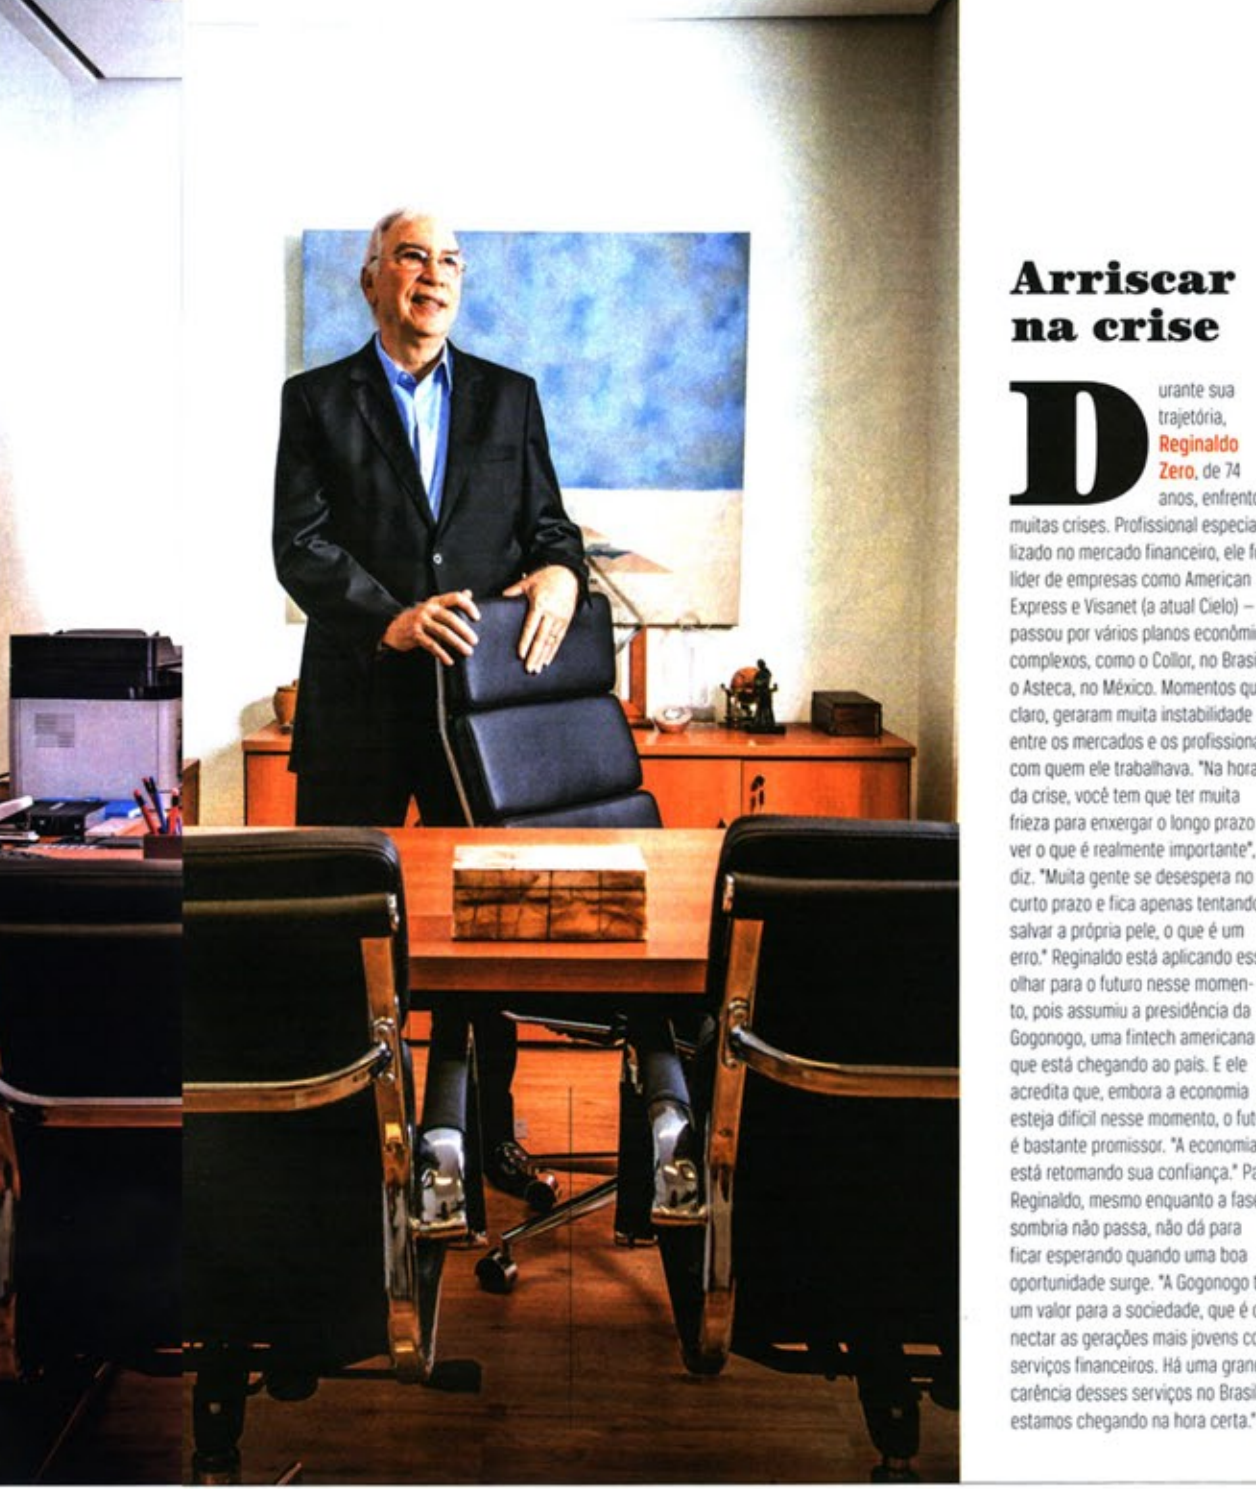 Arriscar
na crise
Durante sua
trajetória,
Reginaldo
Zero, de 74
anos, enfrento
muitas crises. Profissional especia
lizado no mercado financeiro, ele f
líder de empresas como American
Express e Visanet (a atual Cielo) –
passou por vários planos econômi
complexos, como o Collor, no Brasi
o Asteca, no México. Momentos qu
claro, geraram muita instabilidade
entre os mercados e os profissiona
com quem ele trabalhava. "Na hora
da crise, você tem que ter muita
frieza para enxergar o longo prazo
ver o que é realmente importante",
diz. "Muita gente se desespera no
curto prazo e fica apenas tentando
salvar a própria pele, o que é um
erro." Reginaldo está aplicando ess
olhar para o futuro nesse momen-
to, pois assumiu a presidência da
Gogonogo, uma fintech americana
que está chegando ao país. E ele
acredita que, embora a economia
esteja difícil nesse momento, o fut
é bastante promissor. "A economia
está retomando sua confiança." Pa
Reginaldo, mesmo enquanto a fase
sombria não passa, não dá para
ficar esperando quando uma boa
oportunidade surge. "A Gogonogo t
um valor para a sociedade, que é c
nectar as gerações mais jovens co
serviços financeiros. Há uma grand
carência desses serviços no Brasil
estamos chegando na hora certa."